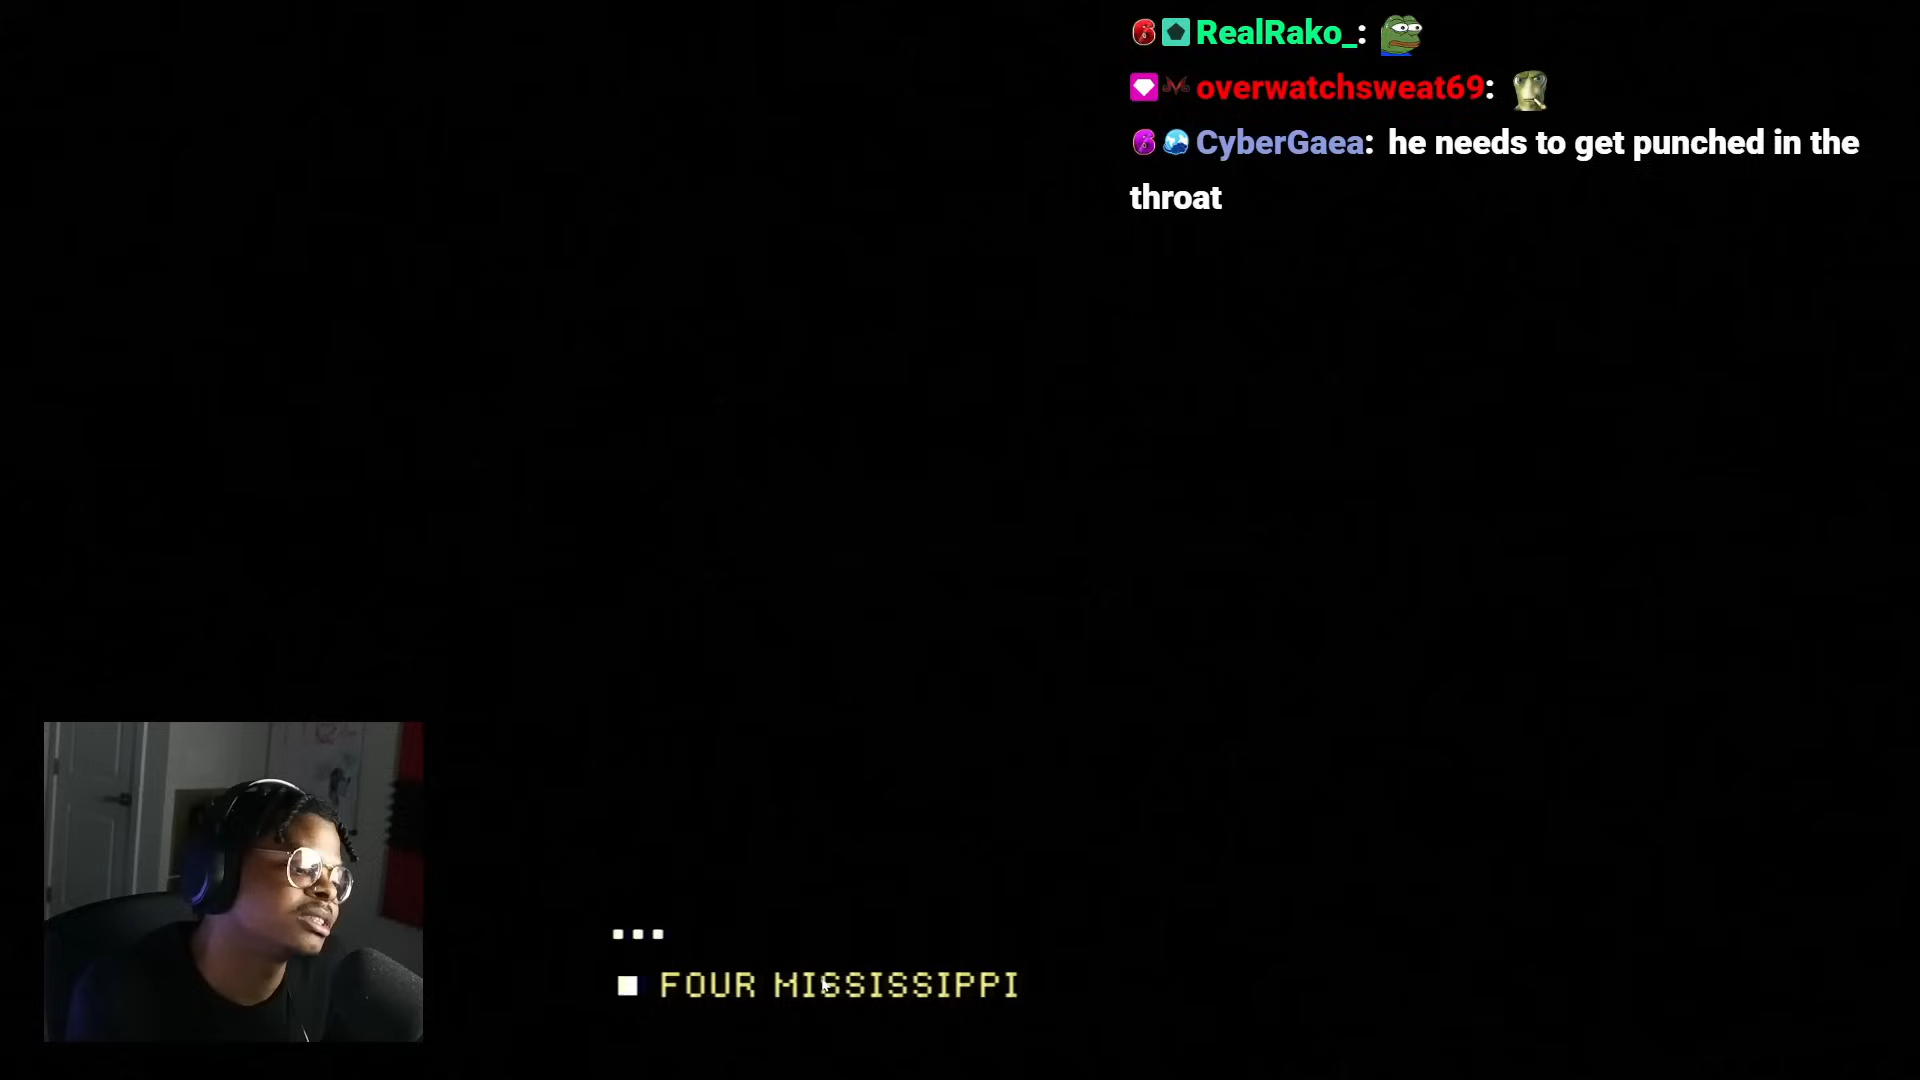 RealRako_:
overwatchsweat69:
CyberGaea: he needs to get punched in the
throat
...
FOUR MISSISSIPPI